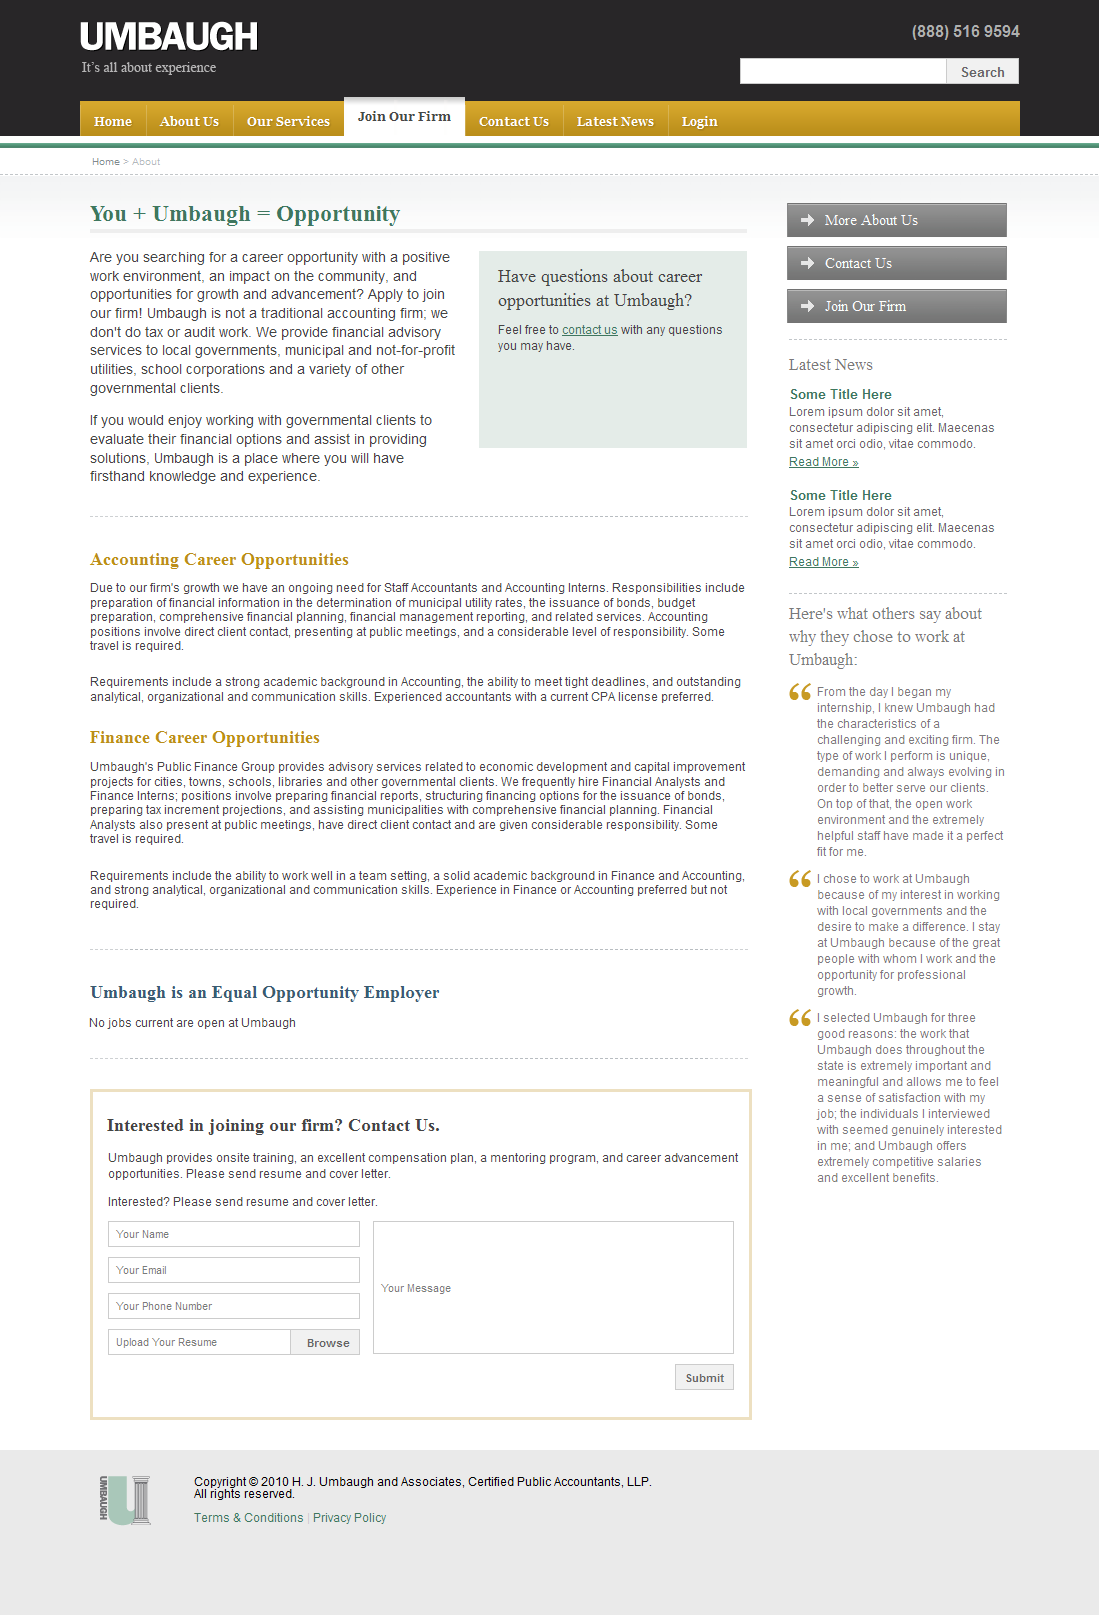 UMBAUGH
It's all about experience
(888) 516 9594
Search
Home
About Us
Our Services
Join Our Firm
Contact Us
Latest News
Login
Home > About
You + Umbaugh = Opportunity
Are you searching for a career opportunity with a positive
work environment, an impact on the community, and
opportunities for growth and advancement? Apply to join
our firm! Umbaugh is not a traditional accounting firm; we
don't do tax or audit work. We provide financial advisory
services to local governments, municipal and not-for-profit
utilities, school corporations and a variety of other
governmental clients.
If you would enjoy working with governmental clients to
evaluate their financial options and assist in providing
solutions, Umbaugh is a place where you will have
firsthand knowledge and experience.
Have questions about career
opportunities at Umbaugh?
Feel free to contact us with any questions
you may have.
Accounting Career Opportunities
Due to our firm's growth we have an ongoing need for Staff Accountants and Accounting Interns. Responsibilities include
preparation of financial information in the determination of municipal utility rates, the issuance of bonds, budget
preparation, comprehensive financial planning, financial management reporting, and related services. Accounting
positions involve direct client contact, presenting at public meetings, and a considerable level of responsibility. Some
travel is required.
Requirements include a strong academic background in Accounting, the ability to meet tight deadlines, and outstanding
analytical, organizational and communication skills. Experienced accountants with a current CPA license preferred.
Finance Career Opportunities
Umbaugh's Public Finance Group provides advisory services related to economic development and capital improvement
projects for cities, towns, schools, libraries and other governmental clients. We frequently hire Financial Analysts and
Finance Interns; positions involve preparing financial reports, structuring financing options for the issuance of bonds,
preparing tax increment projections, and assisting municipalities with comprehensive financial planning. Financial
Analysts also present at public meetings, have direct client contact and are given considerable responsibility. Some
travel is required.
Requirements include the ability to work well in a team setting, a solid academic background in Finance and Accounting,
and strong analytical, organizational and communication skills. Experience in Finance or Accounting preferred but not
required.
Umbaugh is an Equal Opportunity Employer
No jobs current are open at Umbaugh
Interested in joining our firm? Contact Us.
Umbaugh provides onsite training, an excellent compensation plan, a mentoring program, and career advancement
opportunities. Please send resume and cover letter.
Interested? Please send resume and cover letter.
Your Name
Your Email
Your Phone Number
Upload Your Resume
Browse
Your Message
Submit
More About Us
Contact Us
Join Our Firm
Latest News
Some Title Here
Lorem ipsum dolor sit amet,
consectetur adipiscing elit. Maecenas
sit amet orci odio, vitae commodo.
Read More »
Some Title Here
Lorem ipsum dolor sit amet,
consectetur adipiscing elit. Maecenas
sit amet orci odio, vitae commodo.
Read More »
Here's what others say about
why they chose to work at
Umbaugh:
From the day I began my
internship, I knew Umbaugh had
the characteristics of a
challenging and exciting firm. The
type of work I perform is unique,
demanding and always evolving in
order to better serve our clients.
On top of that, the open work
environment and the extremely
helpful staff have made it a perfect
fit for me.
I chose to work at Umbaugh
because of my interest in working
with local governments and the
desire to make a difference. I stay
at Umbaugh because of the great
people with whom I work and the
opportunity for professional
growth.
I selected Umbaugh for three
good reasons: the work that
Umbaugh does throughout the
state is extremely important and
meaningful and allows me to feel
a sense of satisfaction with my
job; the individuals I interviewed
with seemed genuinely interested
in me; and Umbaugh offers
extremely competitive salaries
and excellent benefits.
UMBAUGH
Copyright © 2010 H. J. Umbaugh and Associates, Certified Public Accountants, LLP.
All rights reserved.
Terms & Conditions | Privacy Policy